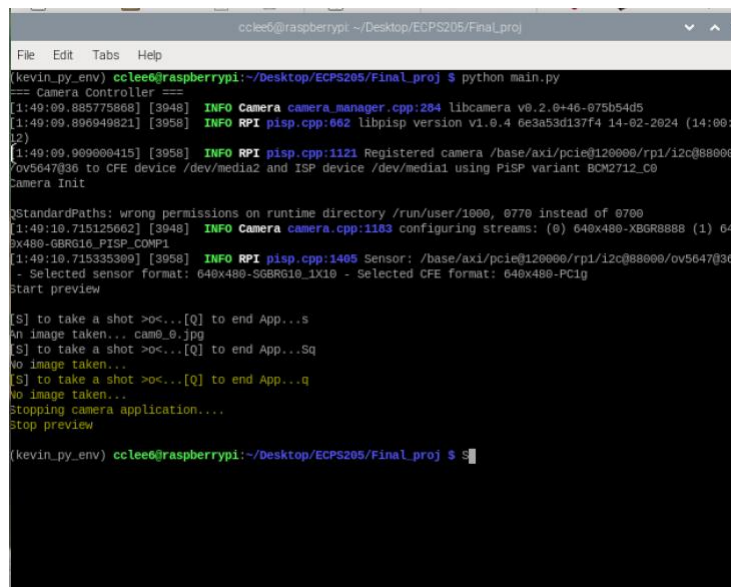 cclee6@raspberrypi: ~/Desktop/ECPS205/Final_proj
File Edit Tabs Help
(kevin_py_env) cclee6@raspberrypi:~/Desktop/ECPS205/Final_proj $ python main.py
=== Camera Controller ===
[1:49:09.885775868] [3948] INFO Camera camera_manager.cpp:284 libcamera v0.2.0+46-075b54d5
[1:49:09.896949821] [3958] INFO RPI pisp.cpp:662 libpisp version v1.0.4 6e3a53d137f4 14-02-2024 (14:00:
12)
[1:49:09.909000415] [3958] INFO RPI pisp.cpp:1121 Registered camera /base/axi/pcie@120000/rp1/i2c@88000
/ov5647@36 to CFE device /dev/media2 and ISP device /dev/media1 using PiSP variant BCM2712_C0
Camera Init
QStandardPaths: wrong permissions on runtime directory /run/user/1000, 0770 instead of 0700
[1:49:10.715125662] [3948] INFO Camera camera.cpp:1183 configuring streams: (0) 640x480-XBGR8888 (1) 64
0x480-GBRG16_PISP_COMP1
[1:49:10.715335309] [3958] INFO RPI pisp.cpp:1405 Sensor: /base/axi/pcie@120000/rp1/i2c@88000/ov5647@36
- Selected sensor format: 640x480-SGBRG10_1X10 - Selected CFE format: 640x480-PC1g
Start preview
[S] to take a shot >o<...[Q] to end App...s
An image taken... cam0_0.jpg
[S] to take a shot >o<...[Q] to end App...Sq
No image taken...
[S] to take a shot >o<...[Q] to end App...q
No image taken...
Stopping camera application....
Stop preview
(kevin_py_env) cclee6@raspberrypi:~/Desktop/ECPS205/Final_proj $ S